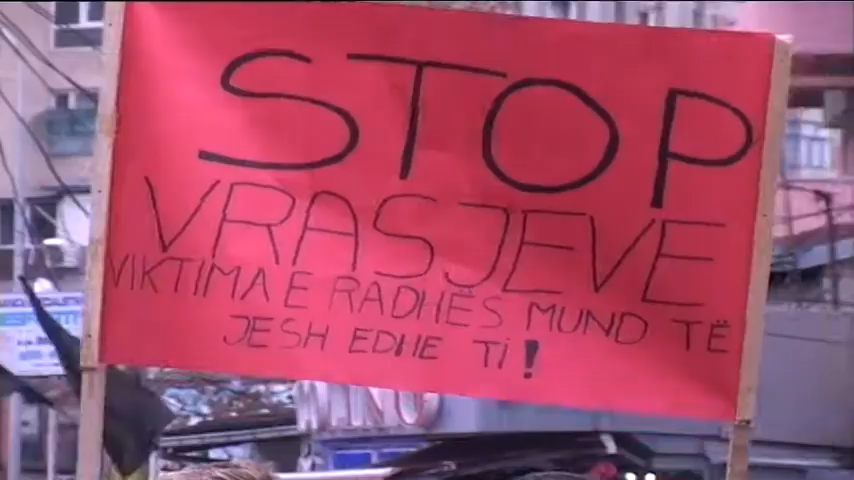 STOP
VRASJEVE
VIKTIMA E RADHËS MUND TË
JESH EDHE TI!